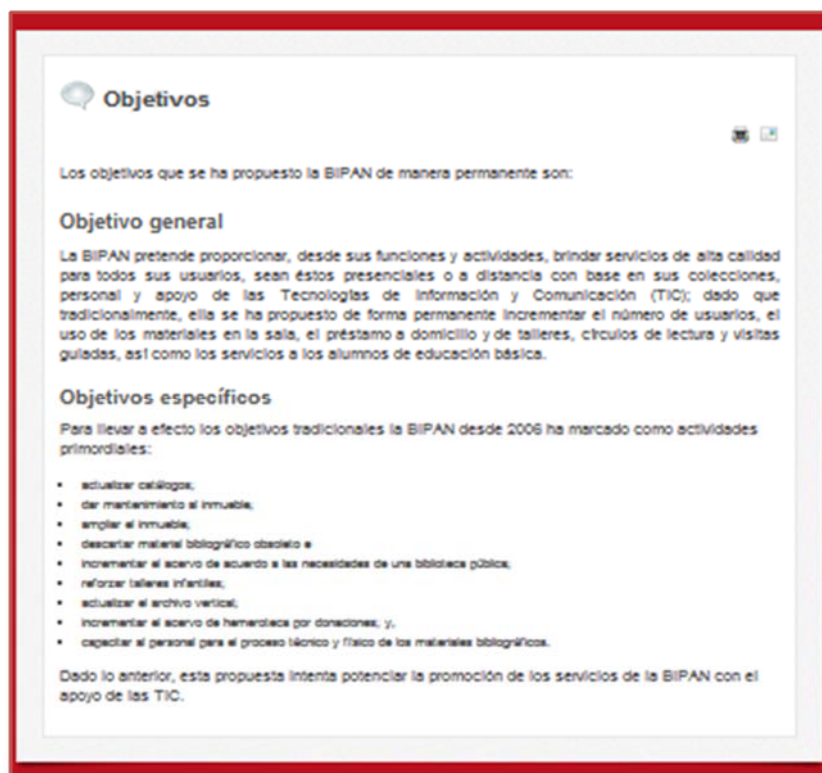 Objetivos
Los objetivos que se ha propuesto la BIPAN de manera permanente son:
Objetivo general
La BIPAN pretende proporcionar, desde sus funciones y actividades, brindar servicios de alta calidad
para todos sus usuarios, sean éstos presenciales o a distancia con base en sus colecciones,
personal y apoyo de las Tecnologías de Información y Comunicación (TIC); dado que
tradicionalmente, ella se ha propuesto de forma permanente incrementar el número de usuarios, el
uso de los materiales en la sala, el préstamo a domicilio y de talleres, círculos de lectura y visitas
guiadas, así como los servicios a los alumnos de educación básica.
Objetivos específicos
Para llevar a efecto los objetivos tradicionales la BIPAN desde 2006 ha marcado como actividades
primordiales:
• actualizar catálogos,
• dar mantenimiento al inmueble,
• ampliar el inmueble,
• descartar material bibliográfico obsoleto e
• incrementar el acervo de acuerdo a las necesidades de una biblioteca pública,
• reforzar talleres infantiles,
• actualizar el archivo vertical,
• incrementar el acervo de hemeroteca por donaciones, y,
• capacitar al personal para el proceso técnico y físico de los materiales bibliográficos.
Dado lo anterior, esta propuesta intenta potenciar la promoción de los servicios de la BIPAN con el
apoyo de las TIC.